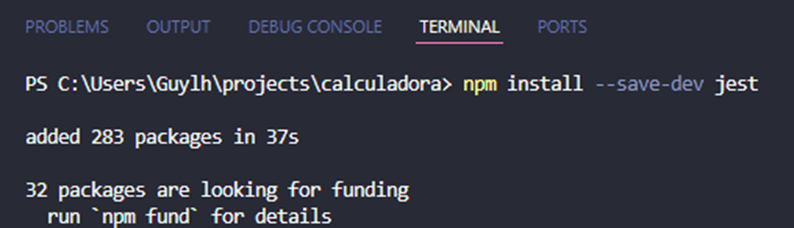 PROBLEMS OUTPUT DEBUG CONSOLE TERMINAL PORTS
PS C:\Users\Guylh\projects\calculadora> npm install --save-dev jest
added 283 packages in 37s
32 packages are looking for funding
run `npm fund` for details